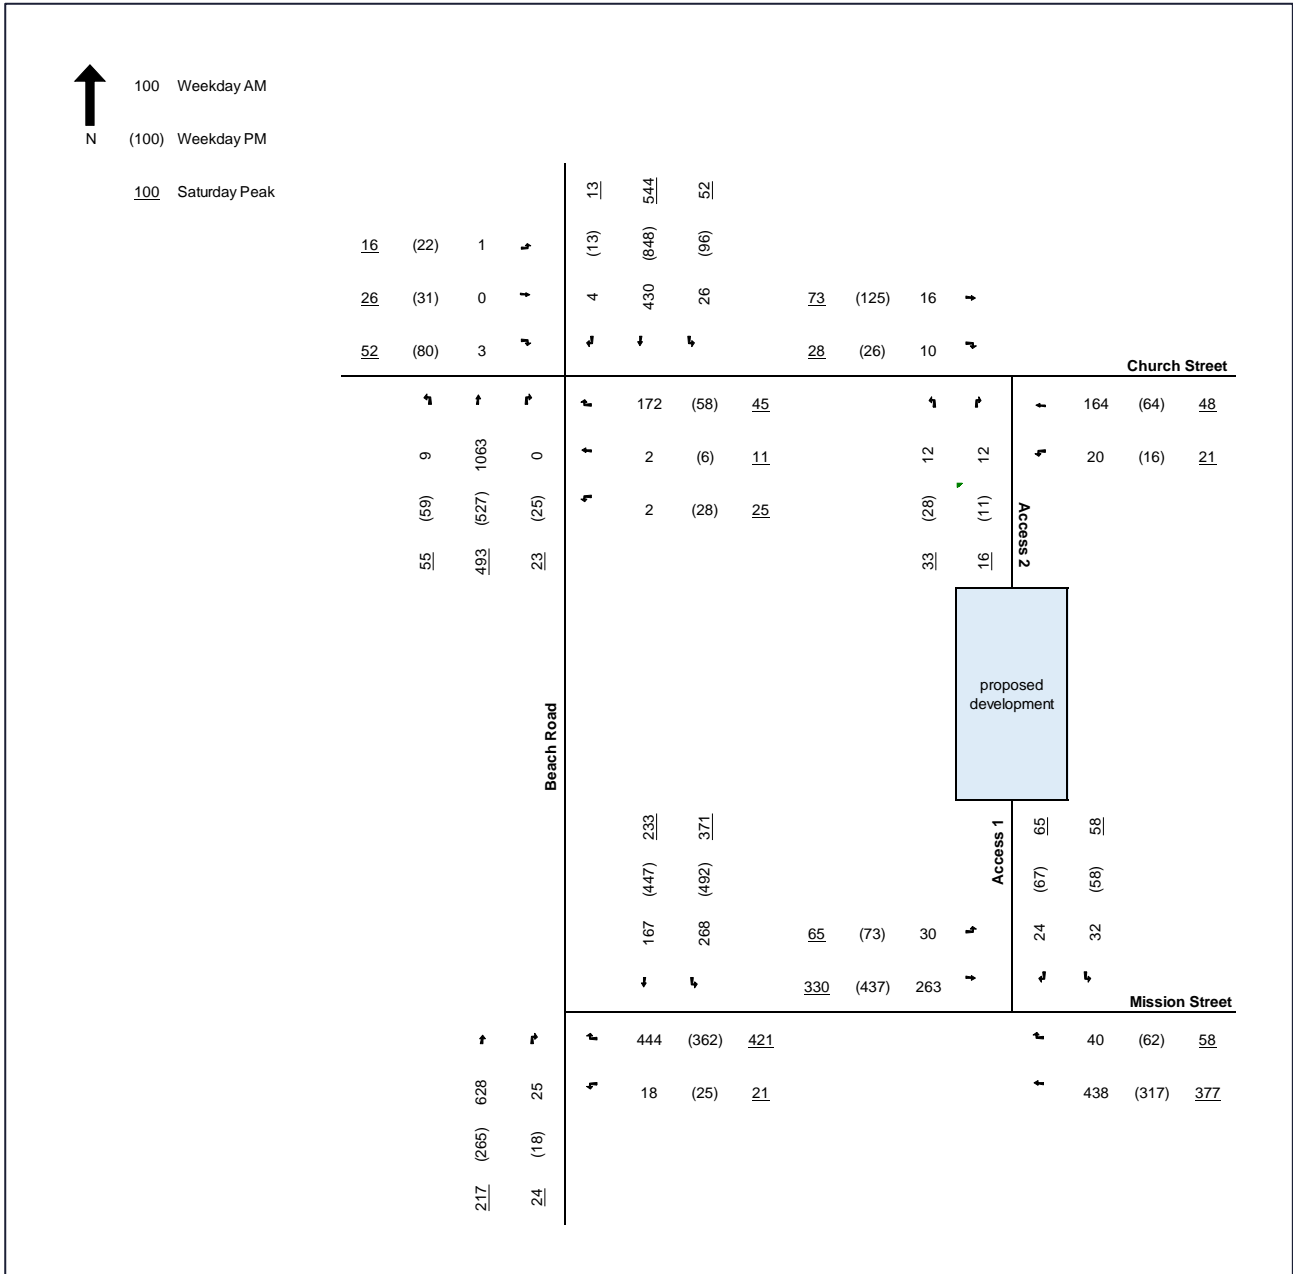 100 Weekday AM
N (100) Weekday PM
100 Saturday Peak
13 544 52
(13) (848) (96)
4 430 26
16 (22) 1
26 (31) 0
52 (80) 3
73 (125) 16
28 (26) 10
Church Street
9 1063 0
(59) (527) (25)
55 493 23
172 (58) 45
2 (6) 11
2 (28) 25
12 12
(28) (11)
33 16
164 (64) 48
20 (16) 21
Access 2
proposed
development
Beach Road
233 371
(447) (492)
167 268
Access 1
65 58
(67) (58)
24 32
65 (73) 30
330 (437) 263
Mission Street
628 25
(265) (18)
217 24
444 (362) 421
18 (25) 21
40 (62) 58
438 (317) 377